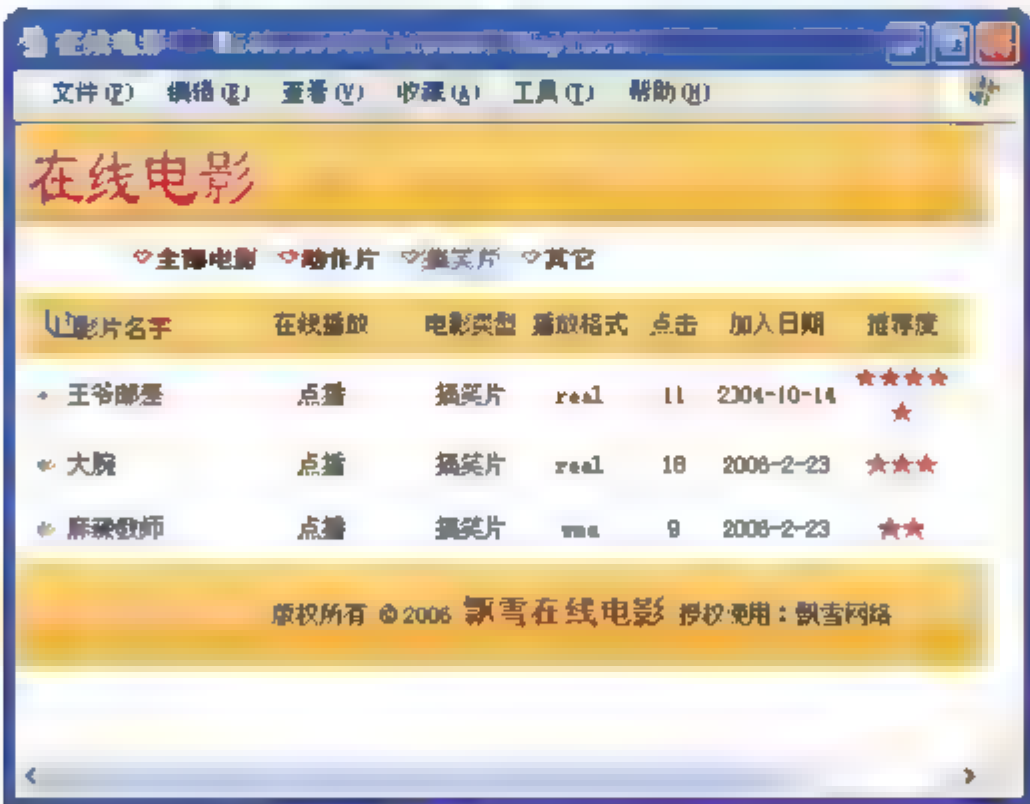 在线电影
文件(F) 编辑(E) 查看(V) 收藏(A) 工具(T) 帮助(H)
在线电影
全部电影 动作片 搞笑片 其它
影片名字 在线播放 电影类型 播放格式 点击 加入日期 推荐度
王爷邮差 点播 搞笑片 real 11 2004-10-14 ★★★★
★
大腕 点播 搞笑片 real 18 2006-2-23 ★★★
麻辣教师 点播 搞笑片 wma 9 2006-2-23 ★★
版权所有 ©2006 飘雪在线电影 授权使用:飘雪网络